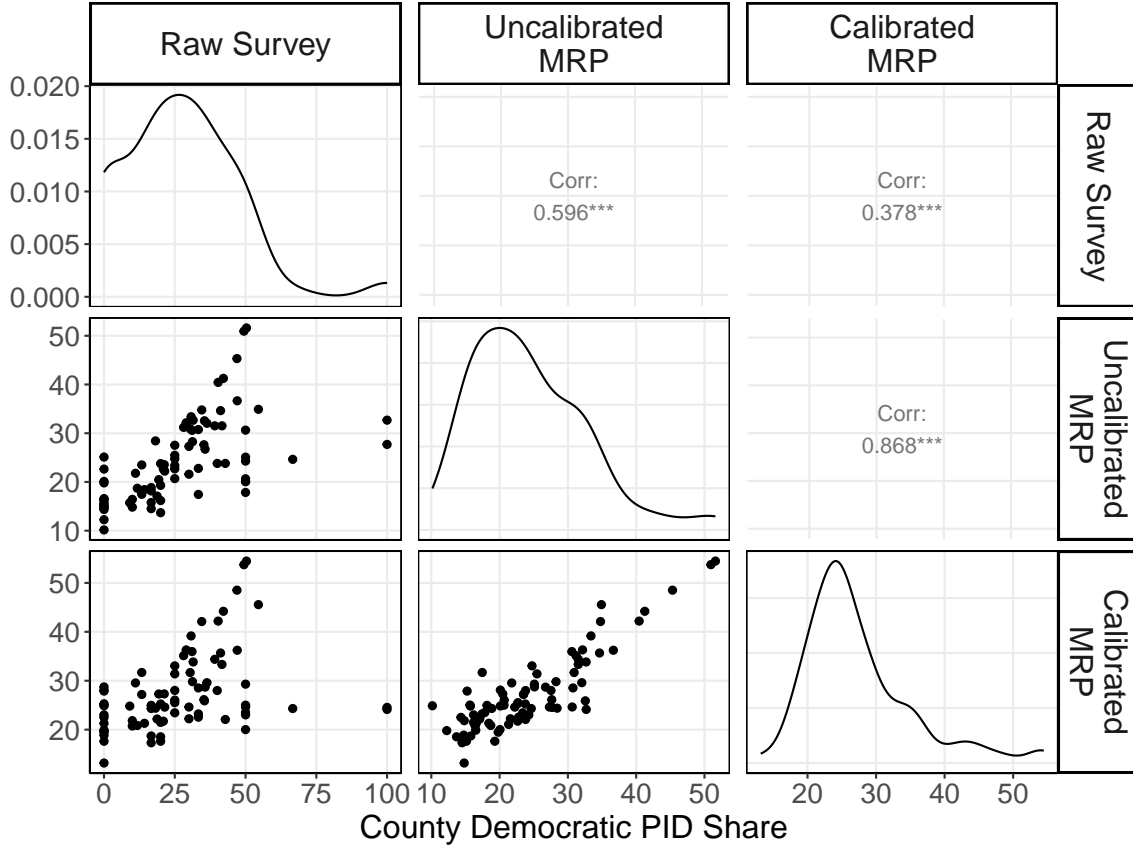 Raw Survey
Uncalibrated
MRP
Calibrated
MRP
0.020
0.015
0.010
0.005
0.000
Corr:
0.596***
Corr:
0.378***
Raw Survey
50
40
30
20
10
Corr:
0.868***
Uncalibrated
MRP
50
40
30
20
Calibrated
MRP
0 25 50 75 100
10 20 30 40 50
20 30 40 50
County Democratic PID Share